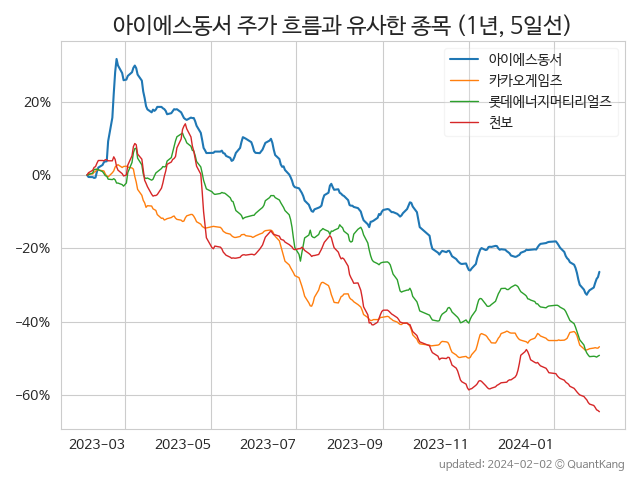 아이에스동서 주가 흐름과 유사한 종목 (1년, 5일선)
아이에스동서
카카오게임즈
롯데에너지머티리얼즈
천보
20%
0%
−20%
−40%
−60%
2023-03 2023-05 2023-07 2023-09 2023-11 2024-01
updated: 2024-02-02 © QuantKang